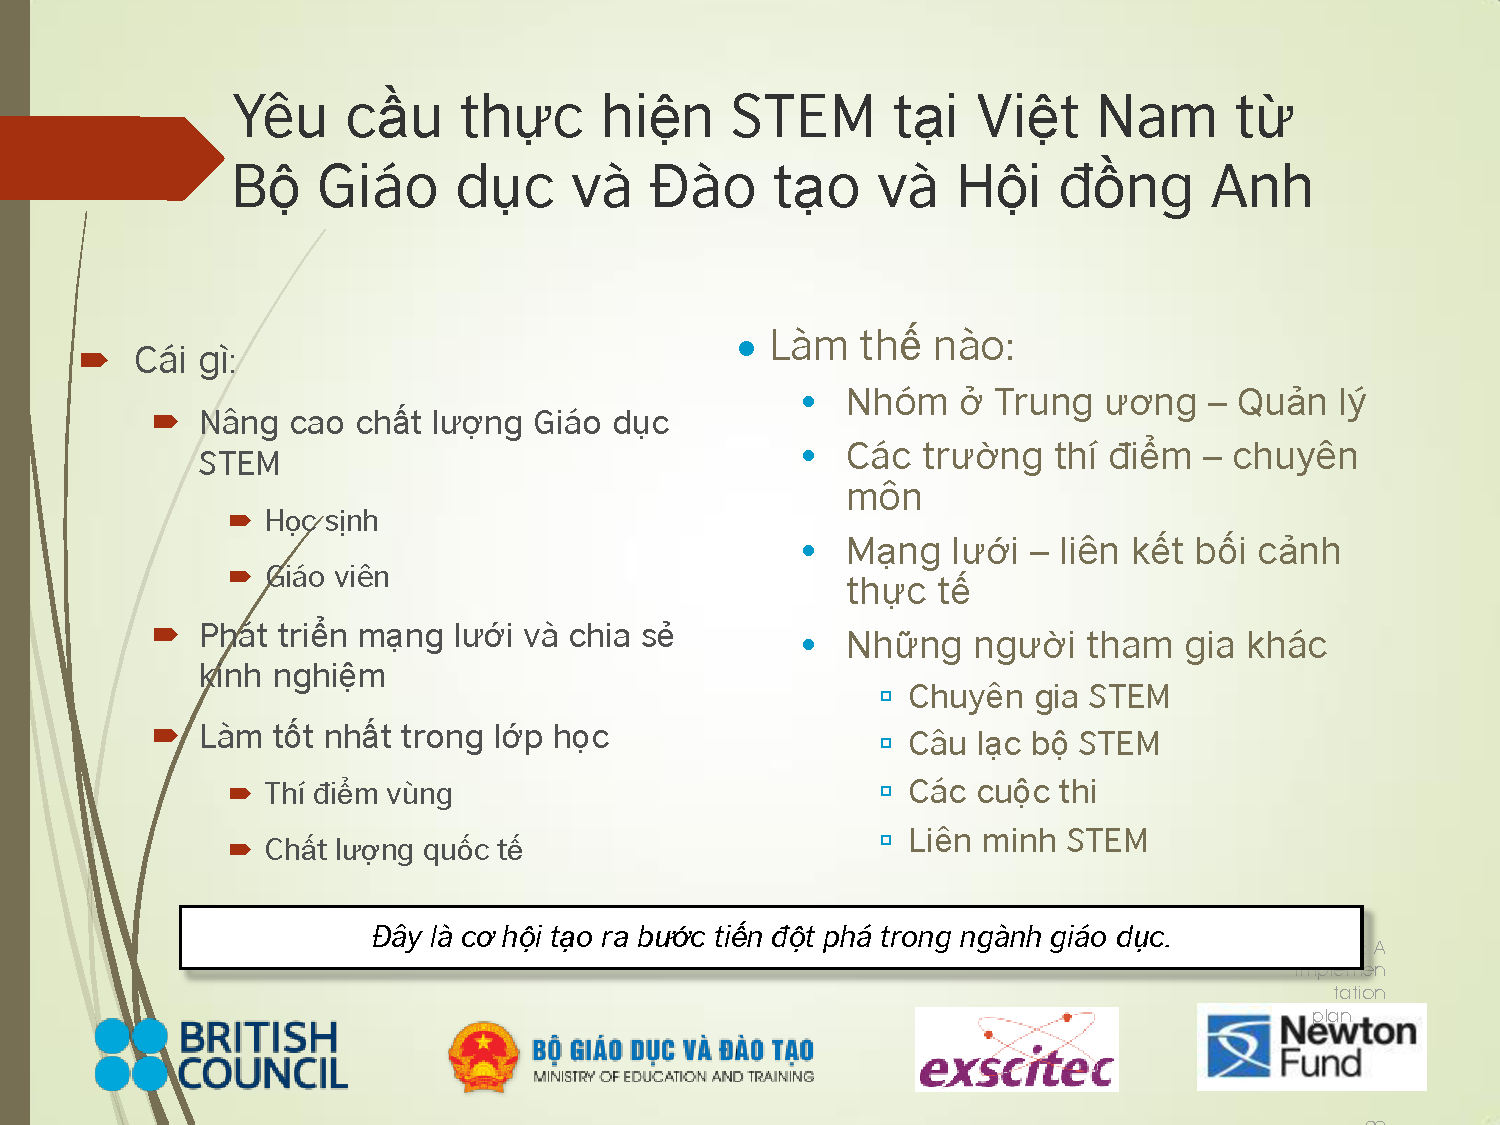 Yêu cầu thực hiện STEM tại Việt Nam từ
Bộ Giáo dục và Đào tạo và Hội đồng Anh
Cái gì:
Nâng cao chất lượng Giáo dục
STEM
Học sinh
Giáo viên
Phát triển mạng lưới và chia sẻ
kinh nghiệm
Làm tốt nhất trong lớp học
Thí điểm vùng
Chất lượng quốc tế
Làm thế nào:
Nhóm ở Trung ương – Quản lý
Các trường thí điểm – chuyên
môn
Mạng lưới – liên kết bối cảnh
thực tế
Những người tham gia khác
Chuyên gia STEM
Câu lạc bộ STEM
Các cuộc thi
Liên minh STEM
Đây là cơ hội tạo ra bước tiến đột phá trong ngành giáo dục.
A
implemen
tation
plan
BRITISH
COUNCIL
BỘ GIÁO DỤC VÀ ĐÀO TẠO
MINISTRY OF EDUCATION AND TRAINING
exscitec
Newton
Fund